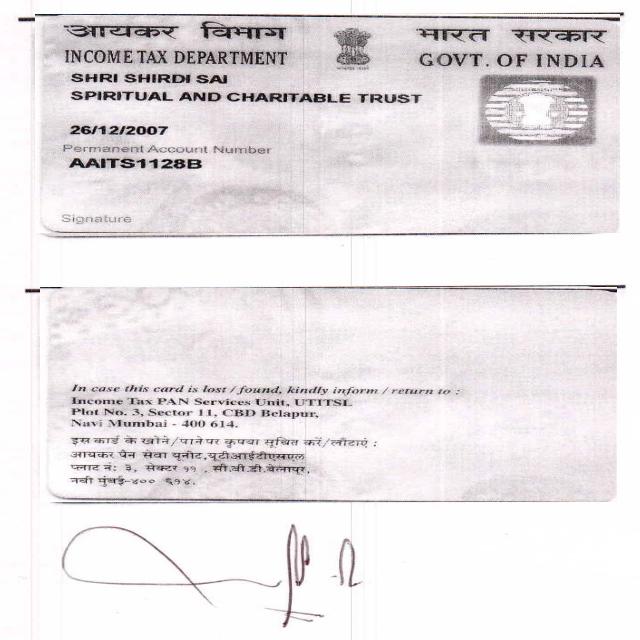 आयकर विभाग
भारत सरकार
INCOME TAX DEPARTMENT
GOVT. OF INDIA
SHRI SHIRDI SAI
SPIRITUAL AND CHARITABLE TRUST
26/12/2007
Permanent Account Number
AAITS1128B
Signature
In case this card is lost / found, kindly inform / return to :
Income Tax PAN Services Unit, UTITSL
Plot No. 3, Sector 11, CBD Belapur,
Navi Mumbai - 400 614.
इस कार्ड के खोने/पाने पर कृपया सूचित करें/लौटाएं :
आयकर पैन सेवा यूनीट, यूटीआईटीएसएल
प्लाट नं: ३, सेक्टर ११ , सी.बी.डी.बेलापूर,
नवी मुंबई-४०० ६१४.